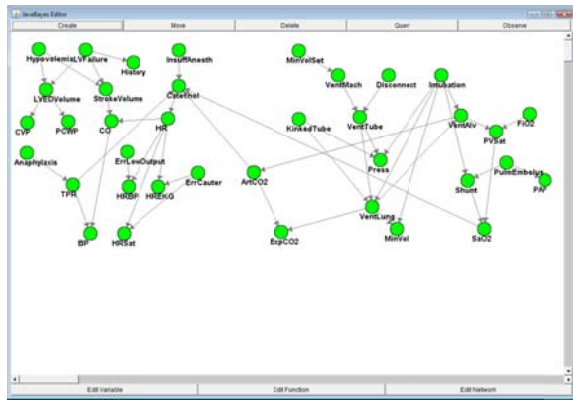 JavaBayes Editor
Create Move Delete Quer Observe
Hypovolemia LVFailure InsuffAnesth MinVolSet
History
VentMach Disconnect Intubation
LVEDVolume StrokeVolume Catechol
CVP PCWP CO HR KinkedTube VentTube VentAlv PVSat FiO2
Anaphylaxis ErrLowOutput Press
ErrCauter ArtCO2 Shunt PulmEmbolus PAP
TPR HRBP HREKG
VentLung
BP HRSat ExpCO2 MinVol SaO2
Edit Variable Edit Function Edit Network